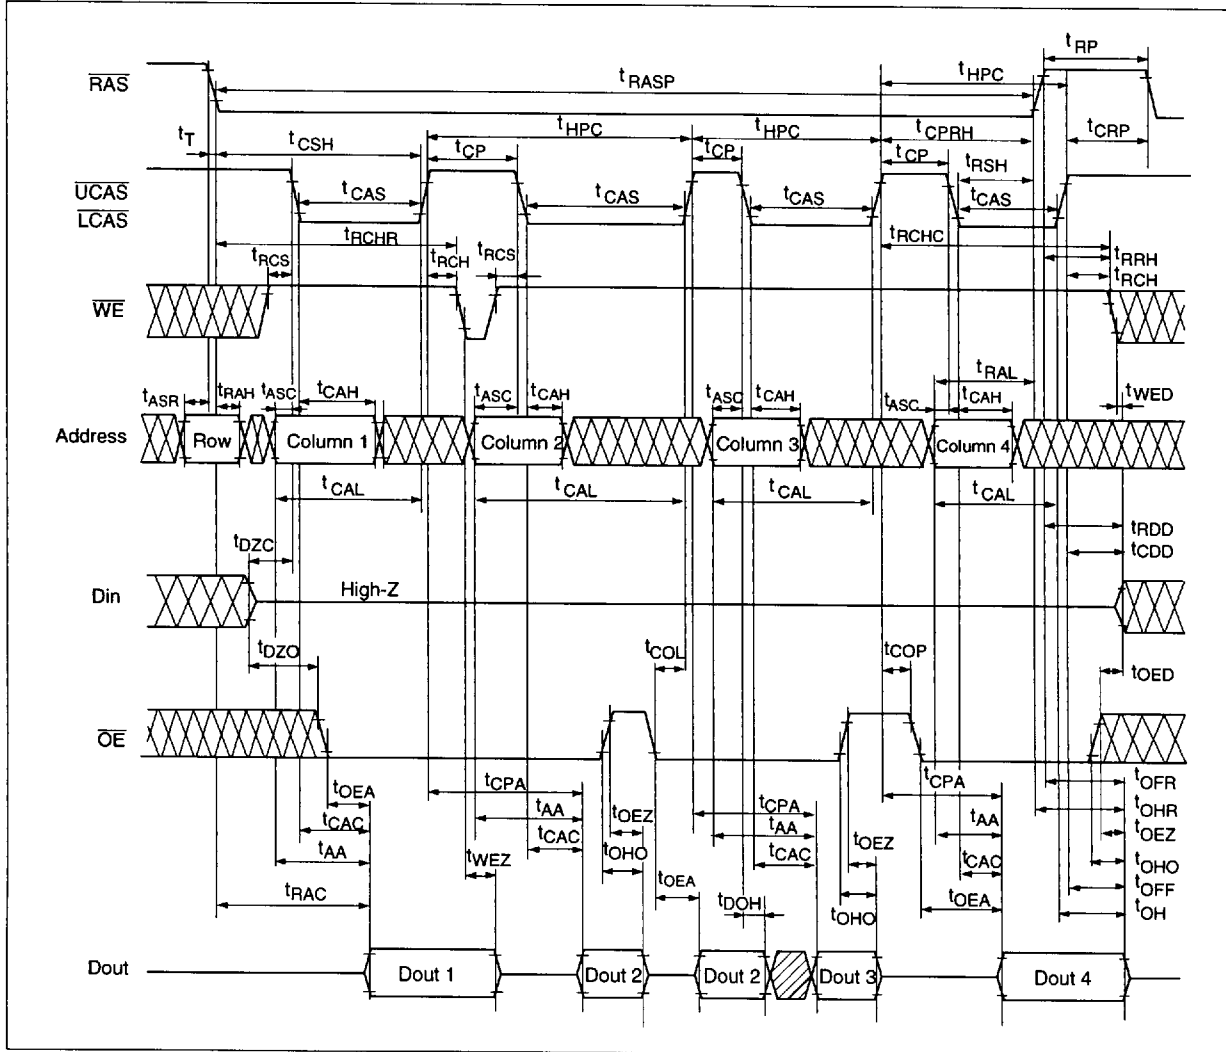 tRP
RAS
tRASP
tHPC
tT
tCSH
tHPC
tHPC
tCPRH
tCRP
tCP
tCP
tCP
tRSH
UCAS
LCAS
tCAS
tCAS
tCAS
tCAS
tRCHR
tRCHC
tRCS
tRCH
tRCS
tRRH
tRCH
WE
tRAL
tASR
tRAH
tASC
tCAH
tASC
tCAH
tASC
tCAH
tASC
tCAH
tWED
Address
Row
Column 1
Column 2
Column 3
Column 4
tCAL
tCAL
tCAL
tCAL
tRDD
tDZC
tCDD
Din
High-Z
tDZO
tCOL
tCOP
tOED
OE
tOEA
tCPA
tCPA
tOFR
tCAC
tAA
tOEZ
tCPA
tAA
tOHR
tAA
tCAC
tOEZ
tAA
tOEZ
tWEZ
tOHO
tCAC
tCAC
tOHO
tRAC
tOEA
tDOH
tOHO
tOEA
tOFF
tOH
Dout
Dout 1
Dout 2
Dout 2
Dout 3
Dout 4